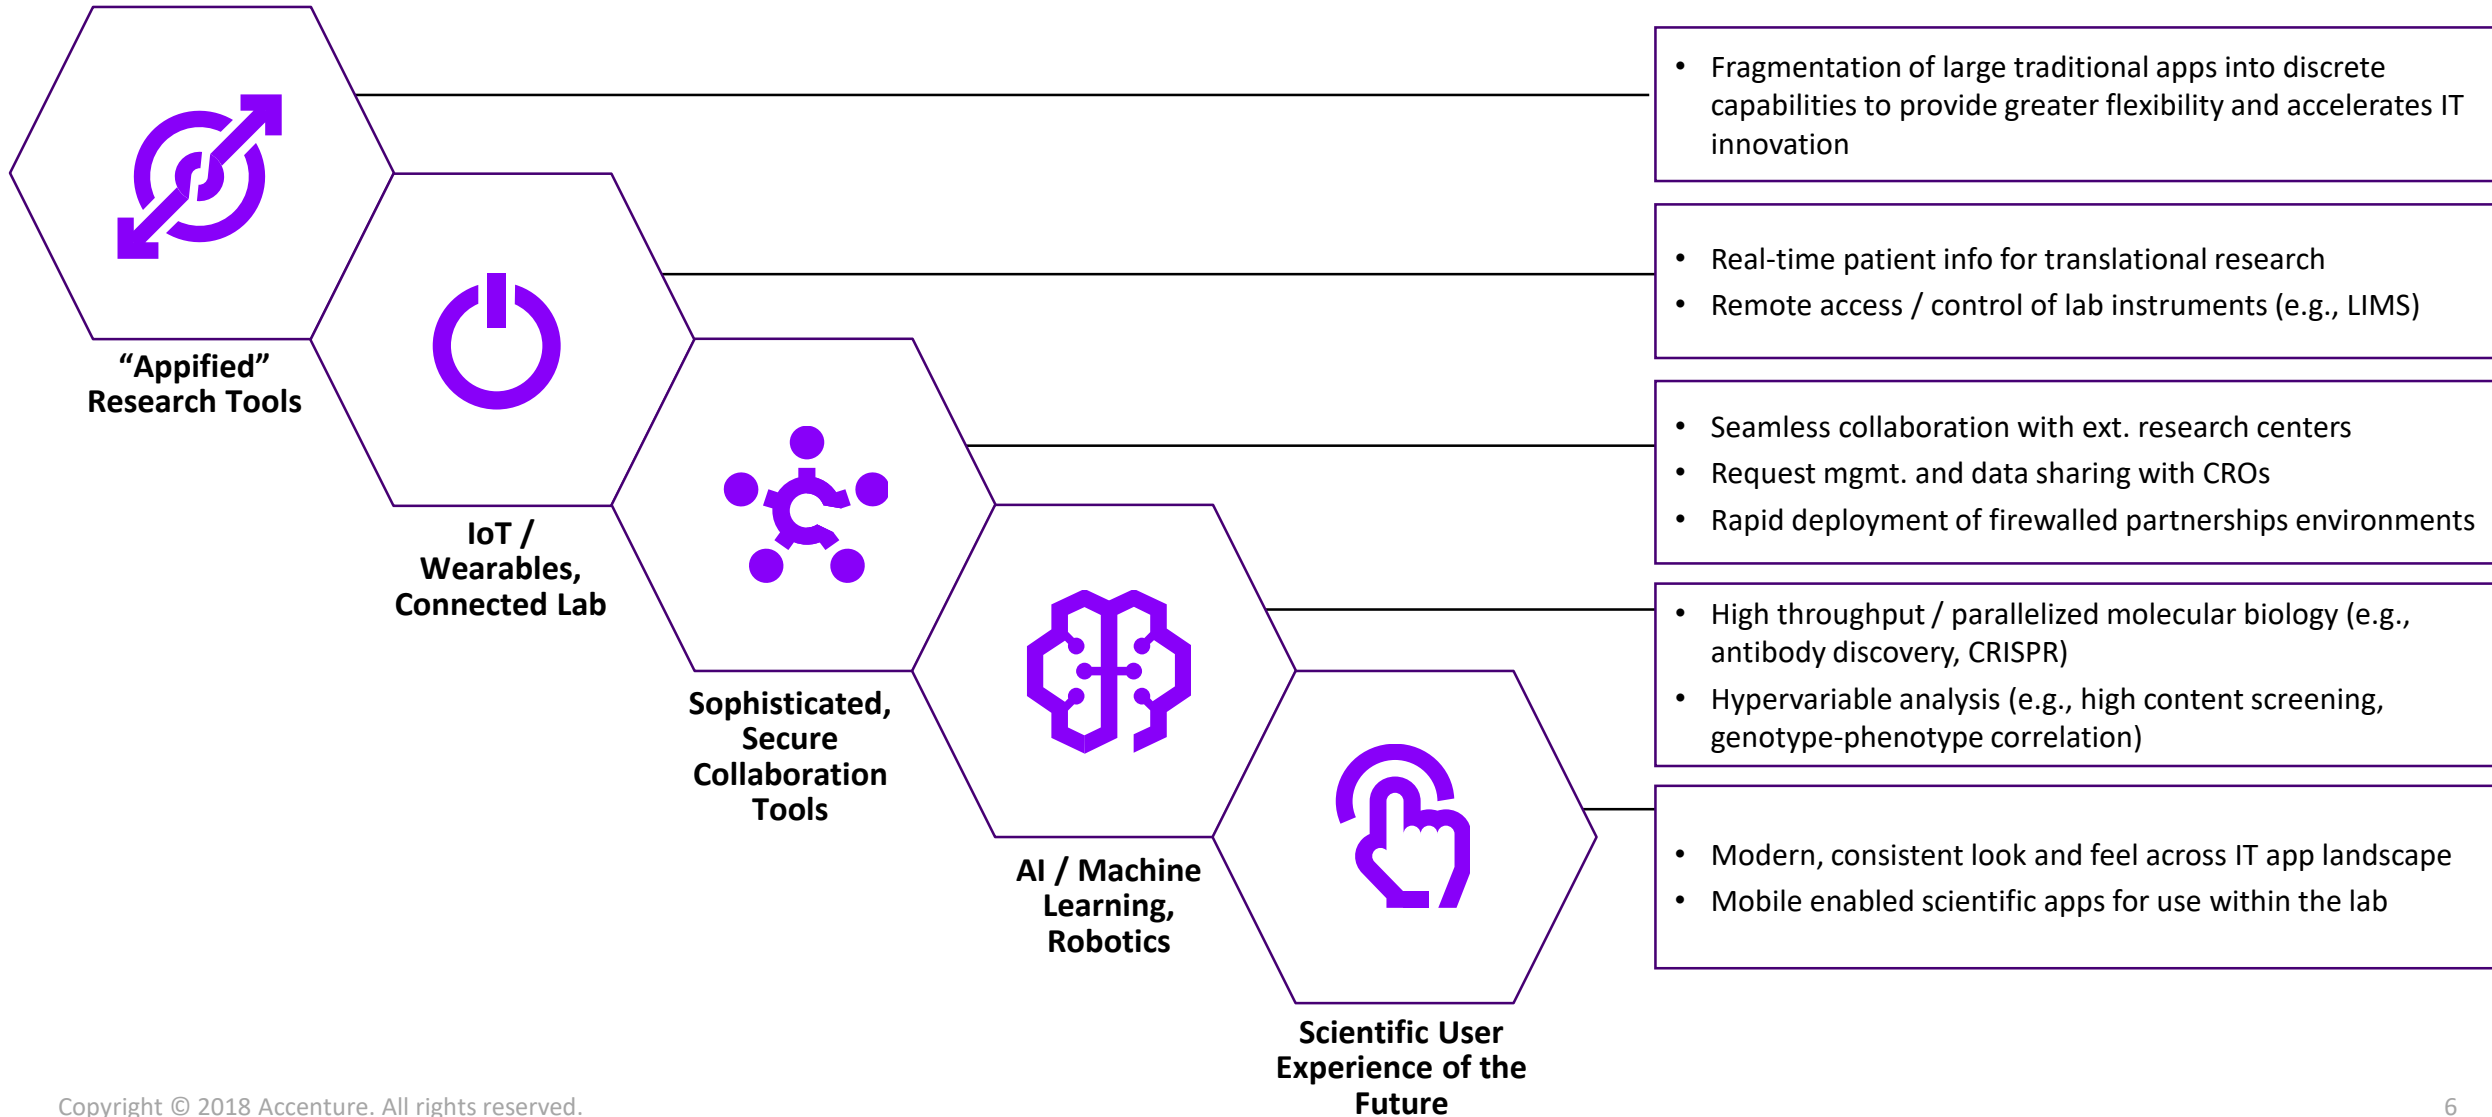 • Fragmentation of large traditional apps into discrete
capabilities to provide greater flexibility and accelerates IT
innovation
“Appified”
Research Tools
• Real-time patient info for translational research
• Remote access / control of lab instruments (e.g., LIMS)
IoT /
Wearables,
Connected Lab
• Seamless collaboration with ext. research centers
• Request mgmt. and data sharing with CROs
• Rapid deployment of firewalled partnerships environments
Sophisticated,
Secure
Collaboration
Tools
• High throughput / parallelized molecular biology (e.g.,
antibody discovery, CRISPR)
• Hypervariable analysis (e.g., high content screening,
genotype-phenotype correlation)
AI / Machine
Learning,
Robotics
• Modern, consistent look and feel across IT app landscape
• Mobile enabled scientific apps for use within the lab
Scientific User
Experience of the
Future
Copyright © 2018 Accenture. All rights reserved.
6